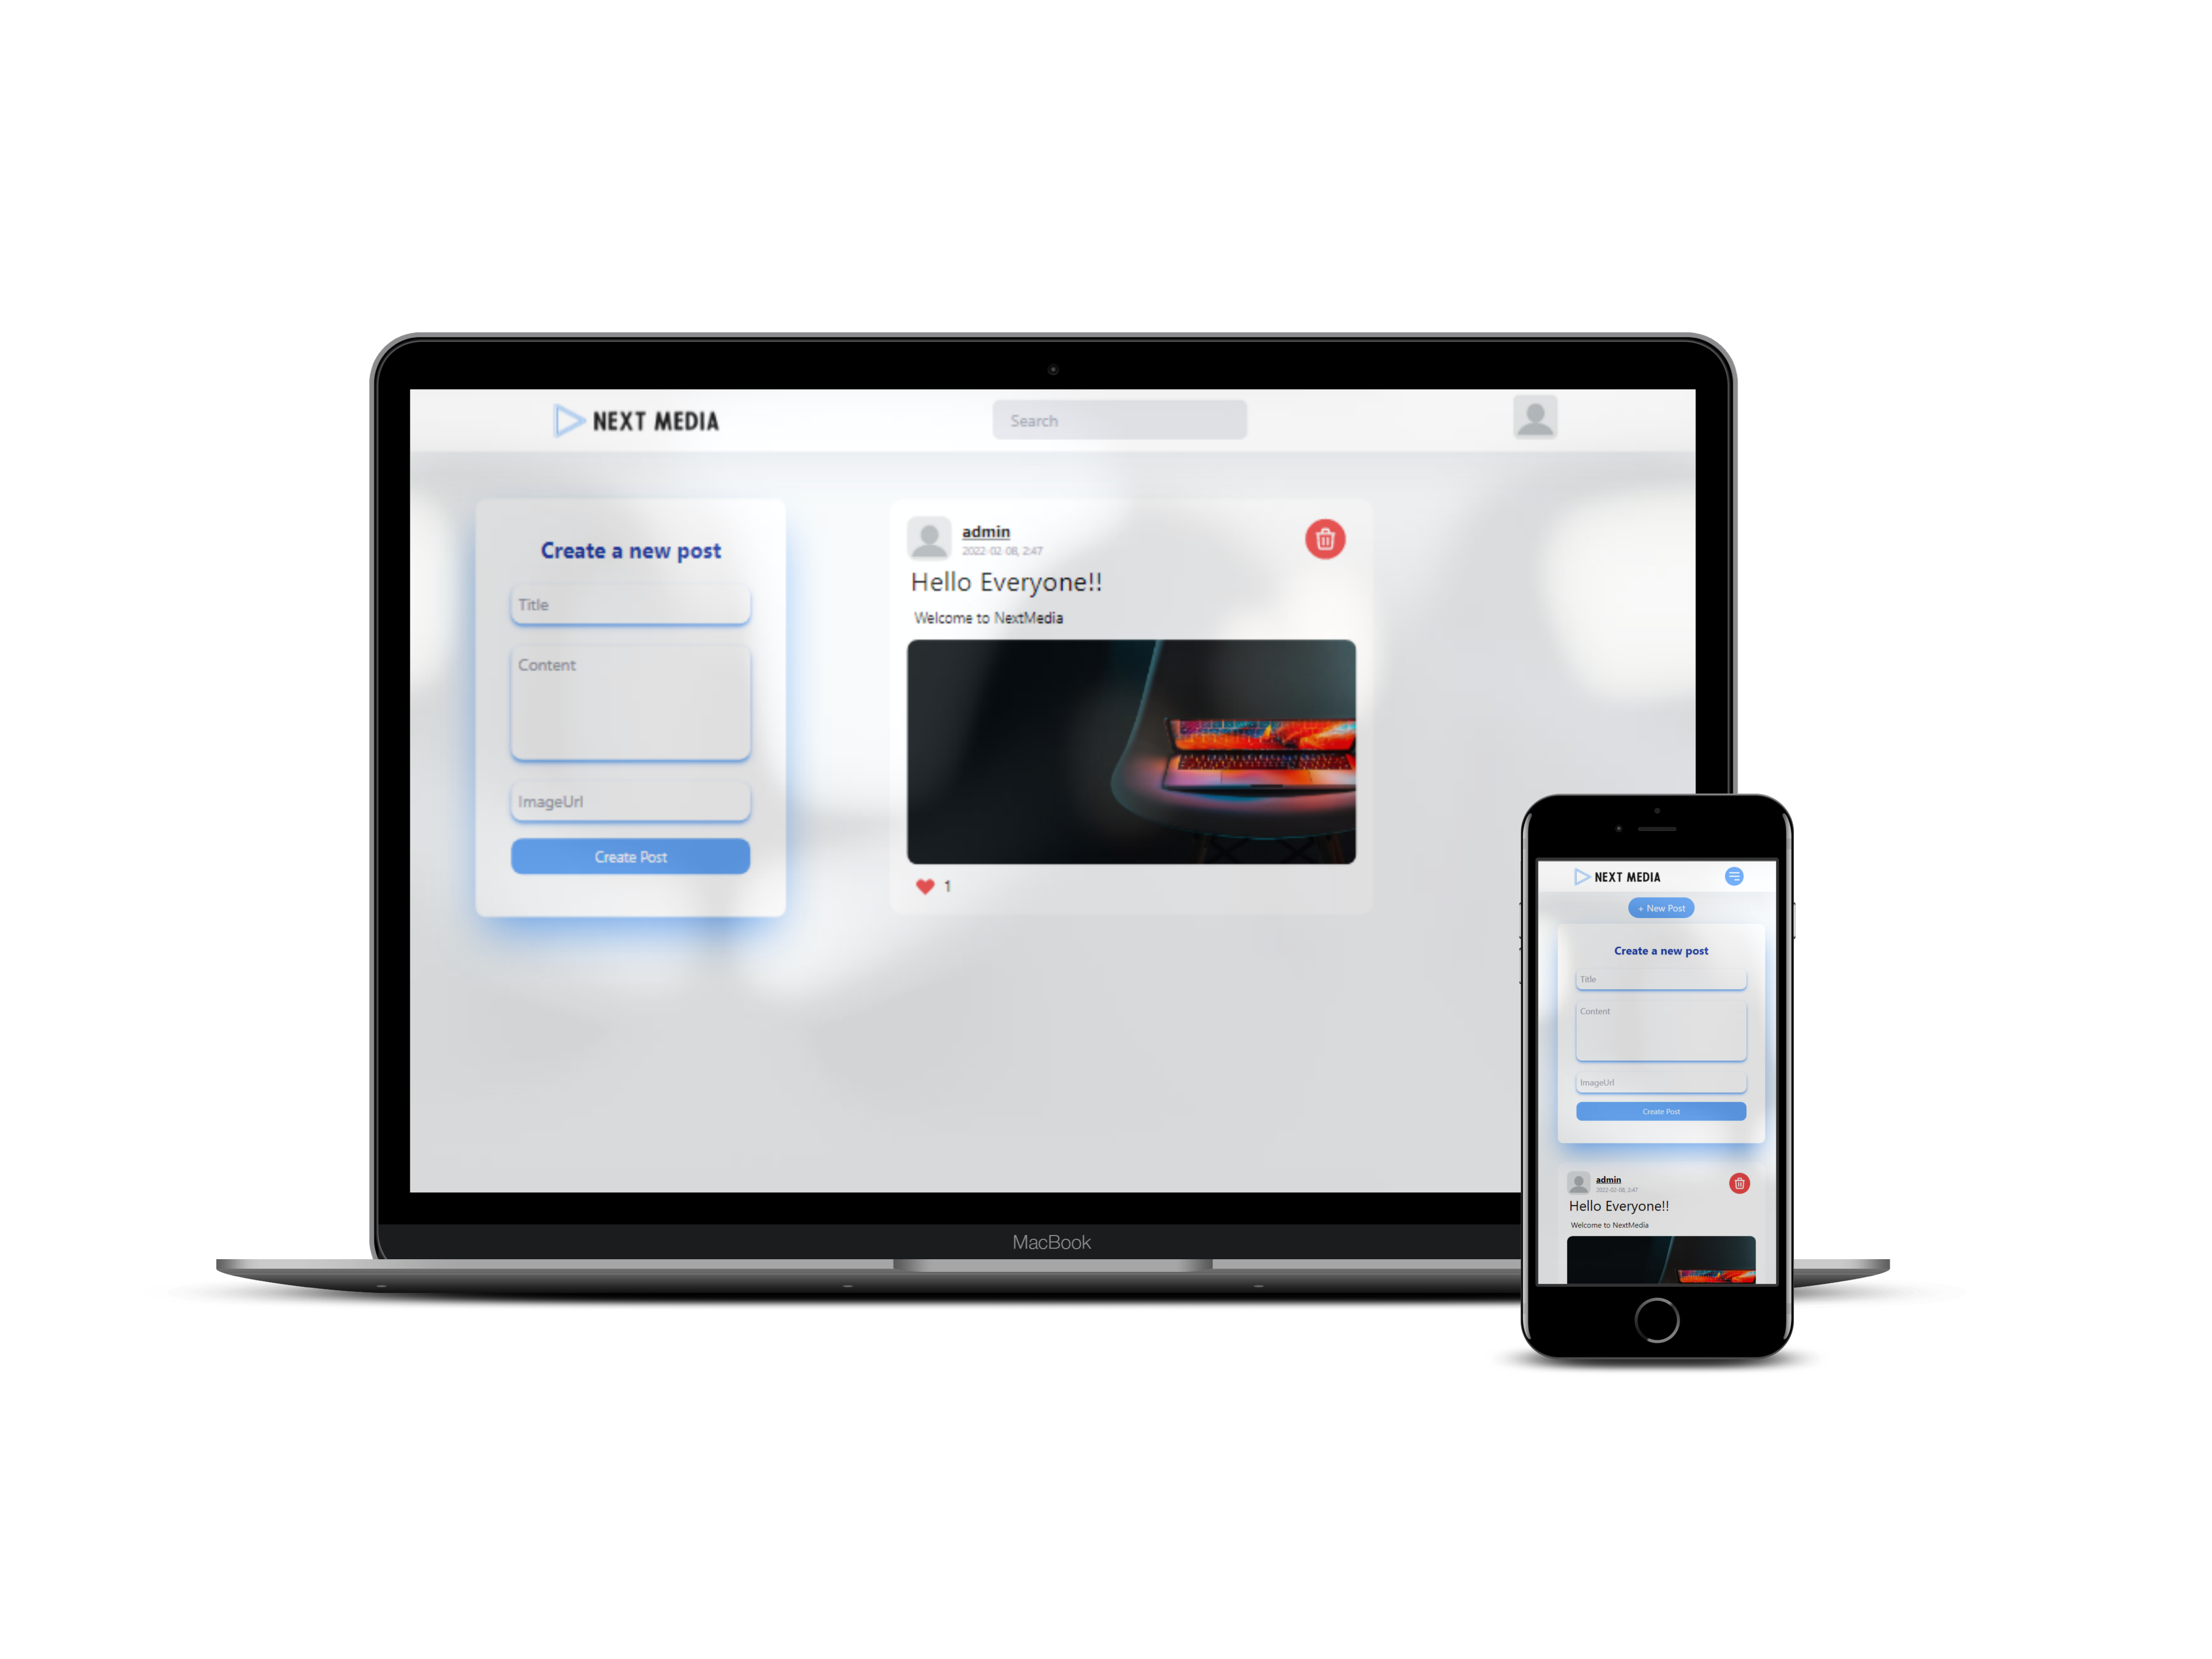 NEXT MEDIA
Search
Create a new post
Title
Content
ImageUrl
Create Post
admin
2022-02-08, 2:47
Hello Everyone!!
Welcome to NextMedia
1
MacBook
NEXT MEDIA
+ New Post
Create a new post
Title
Content
ImageUrl
Create Post
admin
2022-02-08, 2:47
Hello Everyone!!
Welcome to NextMedia